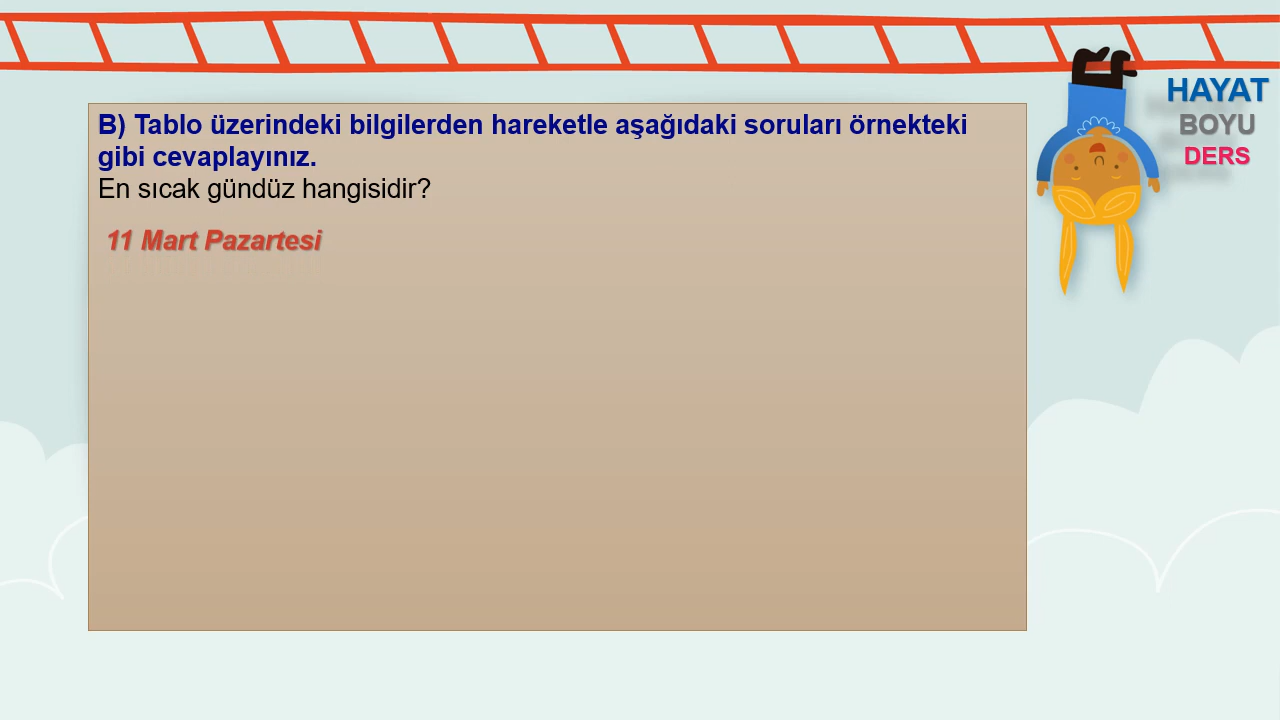 B) Tablo üzerindeki bilgilerden hareketle aşağıdaki soruları örnekteki
gibi cevaplayınız.
En sıcak gündüz hangisidir?
11 Mart Pazartesi
HAYAT
BOYU
DERS